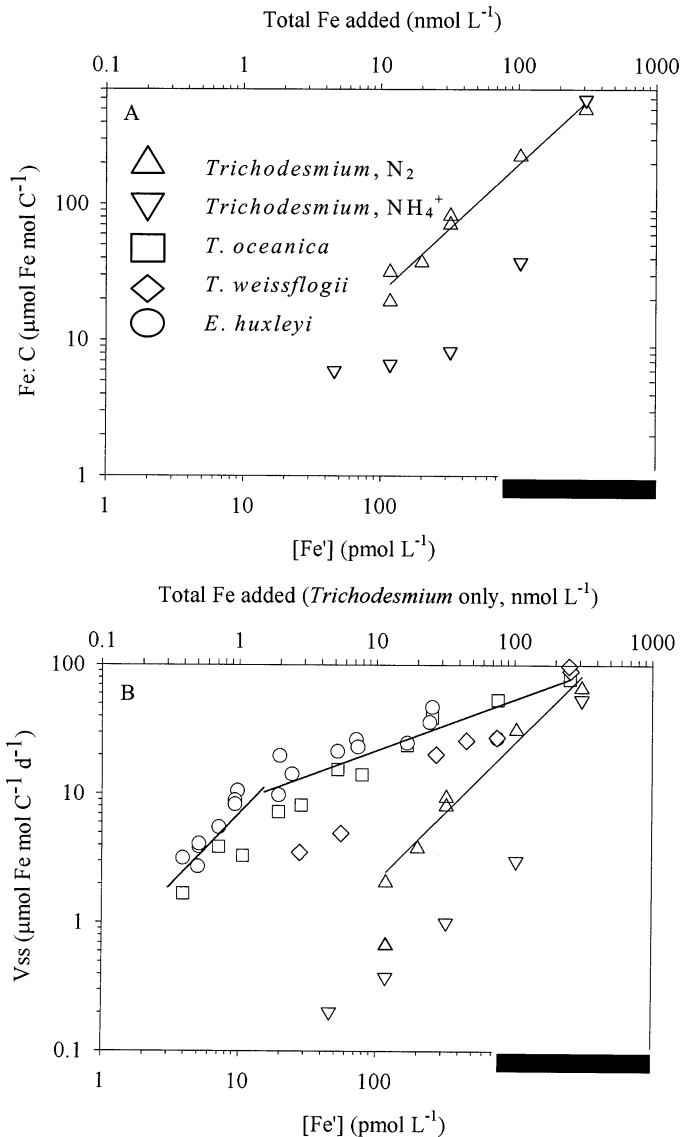 Total Fe added (nmol L⁻¹)
0.1 1 10 100 1000
A
Trichodesmium, N₂
Trichodesmium, NH₄⁺
T. oceanica
T. weissflogii
E. huxleyi
100
10
1
Fe: C (µmol Fe mol C⁻¹)
1 10 100
[Fe'] (pmol L⁻¹)
Total Fe added (Trichodesmium only, nmol L⁻¹)
0.1 1 10 100 1000
B
100
10
1
0.1
Vss (µmol Fe mol C⁻¹ d⁻¹)
1 10 100
[Fe'] (pmol L⁻¹)